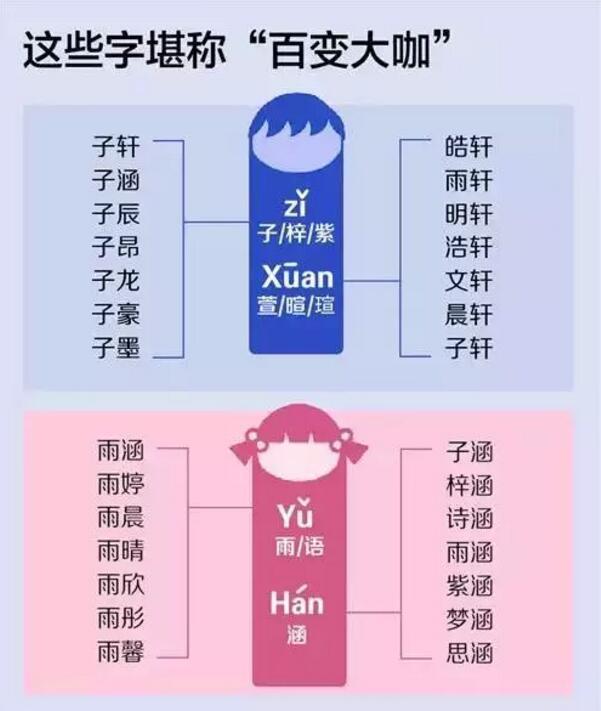 这些字堪称“百变大咖”
子轩
子涵
子辰
子昂
子龙
子豪
子墨
zǐ
子/梓/紫
Xūan
萱/暄/瑄
皓轩
雨轩
明轩
浩轩
文轩
晨轩
子轩
雨涵
雨婷
雨晨
雨晴
雨欣
雨彤
雨馨
Yǔ
雨/语
Hán
涵
子涵
梓涵
诗涵
雨涵
紫涵
梦涵
思涵